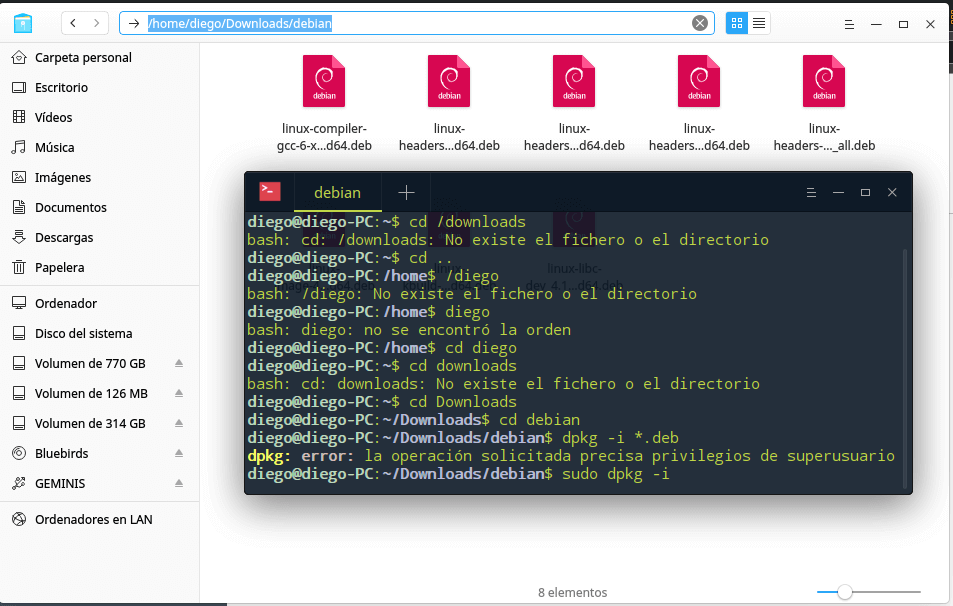 /home/diego/Downloads/debian
Carpeta personal
Escritorio
Vídeos
Música
Imágenes
Documentos
Descargas
Papelera
Ordenador
Disco del sistema
Volumen de 770 GB
Volumen de 126 MB
Volumen de 314 GB
Bluebirds
GEMINIS
Ordenadores en LAN
debian
debian
debian
debian
debian
linux-compiler-
gcc-6-x...d64.deb
linux-
headers...d64.deb
linux-
headers...d64.deb
linux-
headers...d64.deb
linux-
headers-..._all.deb
debian
diego@diego-PC:~$ cd /downloads
bash: cd: /downloads: No existe el fichero o el directorio
diego@diego-PC:~$ cd ..
diego@diego-PC:/home$ /diego
bash: /diego: No existe el fichero o el directorio
diego@diego-PC:/home$ diego
bash: diego: no se encontró la orden
diego@diego-PC:/home$ cd diego
diego@diego-PC:~$ cd downloads
bash: cd: downloads: No existe el fichero o el directorio
diego@diego-PC:~$ cd Downloads
diego@diego-PC:~/Downloads$ cd debian
diego@diego-PC:~/Downloads/debian$ dpkg -i *.deb
dpkg: error: la operación solicitada precisa privilegios de superusuario
diego@diego-PC:~/Downloads/debian$ sudo dpkg -i
linux-libc-
8 elementos